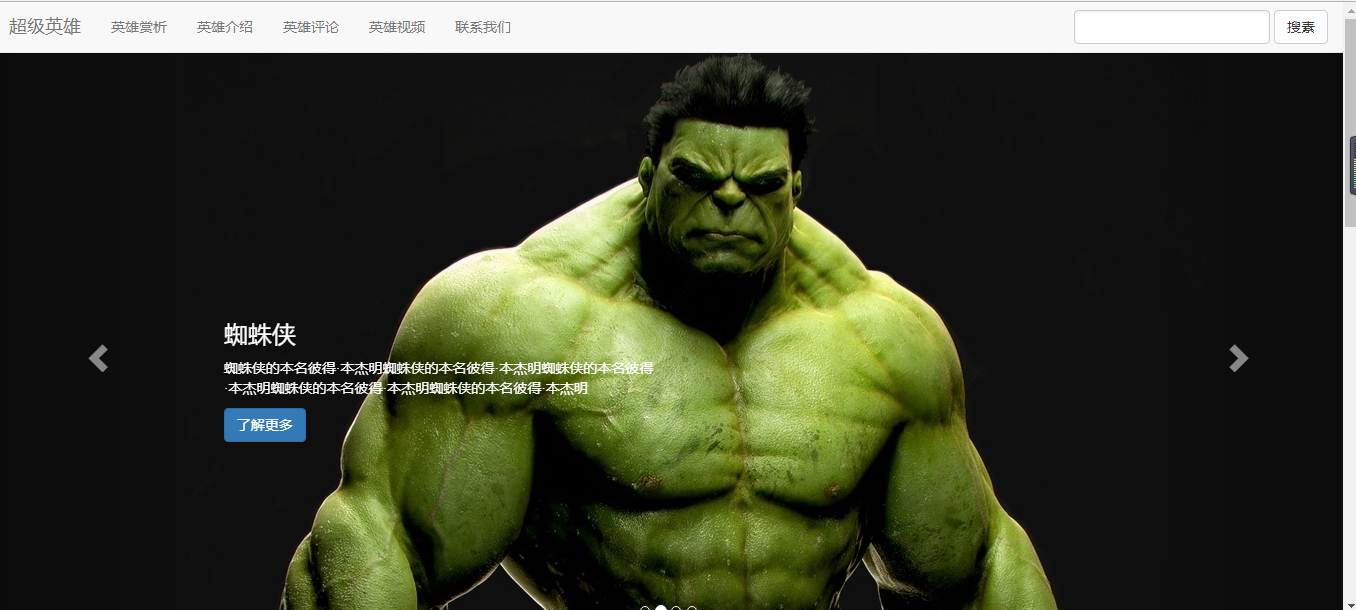 超级英雄 英雄赏析 英雄介绍 英雄评论 英雄视频 联系我们 搜素
蜘蛛侠
蜘蛛侠的本名彼得·本杰明蜘蛛侠的本名彼得·本杰明蜘蛛侠的本名彼得
·本杰明蜘蛛侠的本名彼得·本杰明蜘蛛侠的本名彼得·本杰明
了解更多